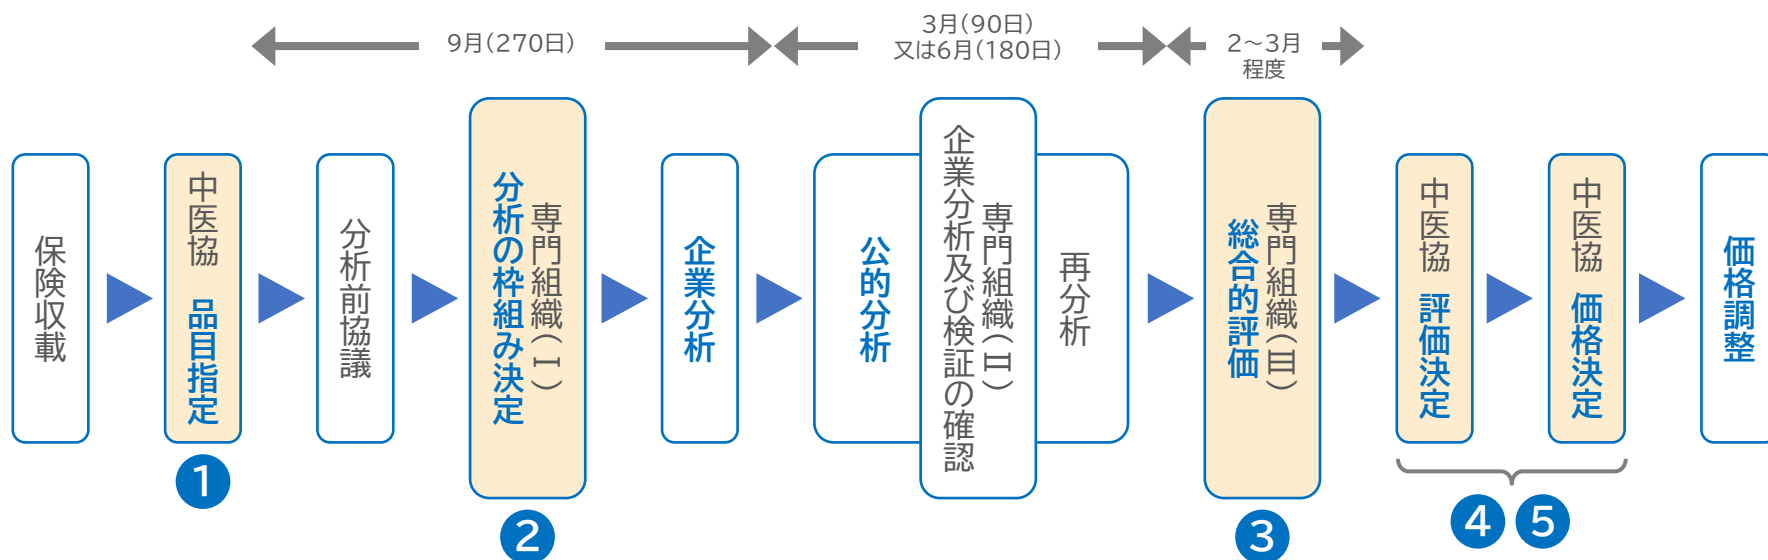 9月(270日)
3月(90日)
又は6月(180日)
2～3月
程度
保険収載
中医協 品目指定
❶
分析前協議
専門組織(Ⅰ)
分析の枠組み決定
❷
企業分析
公的分析
専門組織(Ⅱ)
企業分析及び検証の確認
再分析
専門組織(Ⅲ)
総合的評価
❸
中医協 評価決定
中医協 価格決定
❹ ❺
価格調整